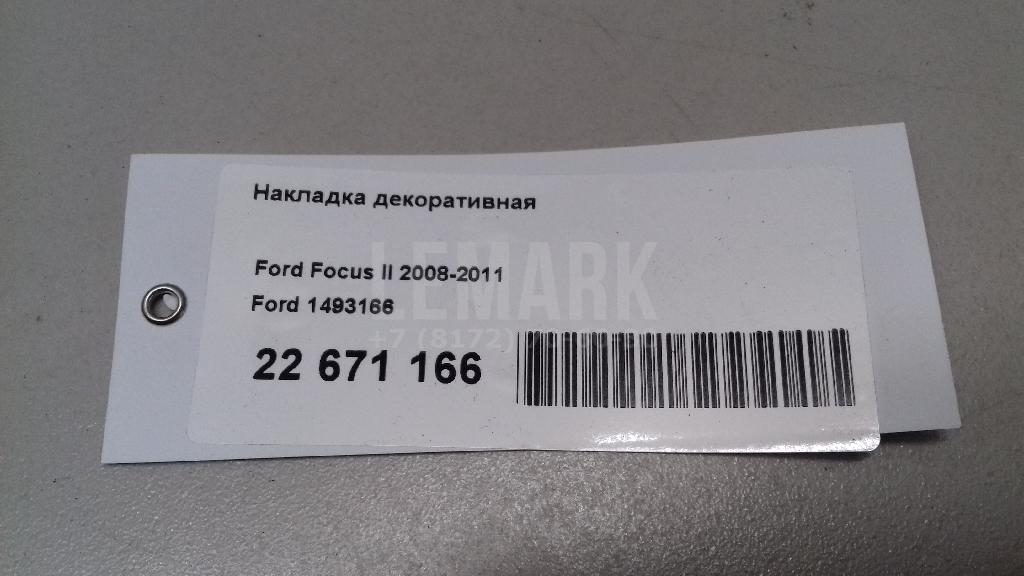 Накладка декоративная
LEMARK
Ford Focus II 2008-2011
Ford 1493166
+7 (8172)
22 671 166